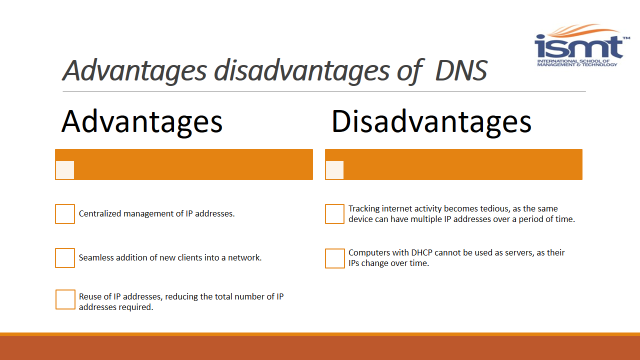 ismt™
INTERNATIONAL SCHOOL OF
MANAGEMENT & TECHNOLOGY
Advantages disadvantages of DNS
Advantages
Centralized management of IP addresses.
Seamless addition of new clients into a network.
Reuse of IP addresses, reducing the total number of IP
addresses required.
Disadvantages
Tracking internet activity becomes tedious, as the same
device can have multiple IP addresses over a period of time.
Computers with DHCP cannot be used as servers, as their
IPs change over time.